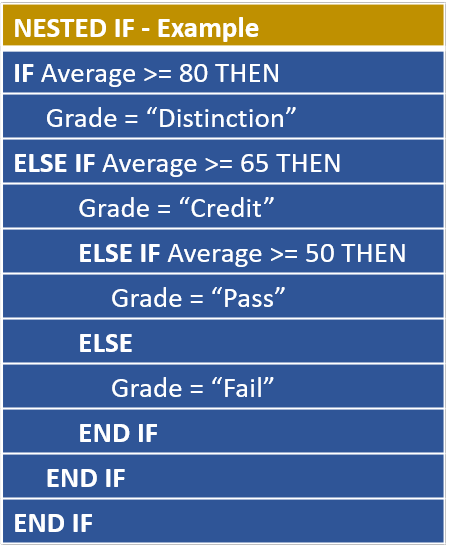 NESTED IF - Example
IF Average >= 80 THEN
Grade = “Distinction”
ELSE IF Average >= 65 THEN
Grade = “Credit”
ELSE IF Average >= 50 THEN
Grade = “Pass”
ELSE
Grade = “Fail”
END IF
END IF
END IF